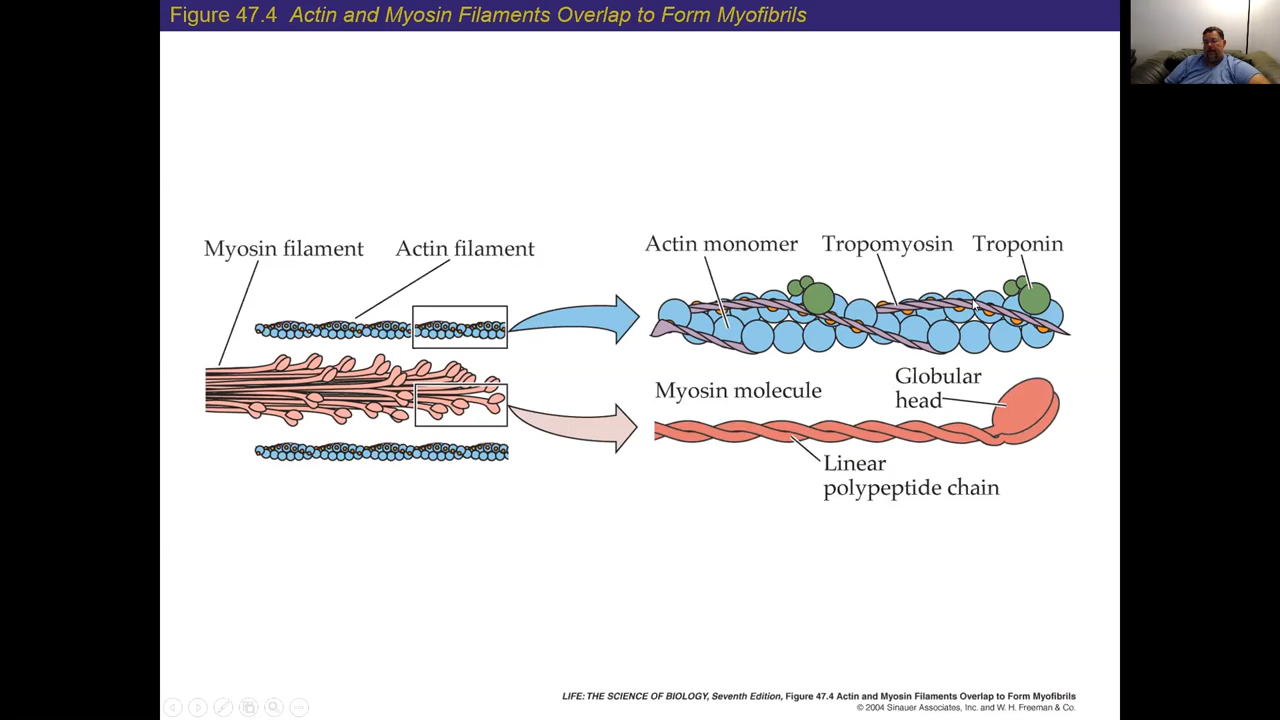 Figure 47.4 Actin and Myosin Filaments Overlap to Form Myofibrils
Myosin filament
Actin filament
Actin monomer
Tropomyosin
Troponin
Myosin molecule
Globular
head
Linear
polypeptide chain
LIFE: THE SCIENCE OF BIOLOGY, Seventh Edition, Figure 47.4 Actin and Myosin Filaments Overlap to Form Myofibrils
© 2004 Sinauer Associates, Inc. and W. H. Freeman & Co.